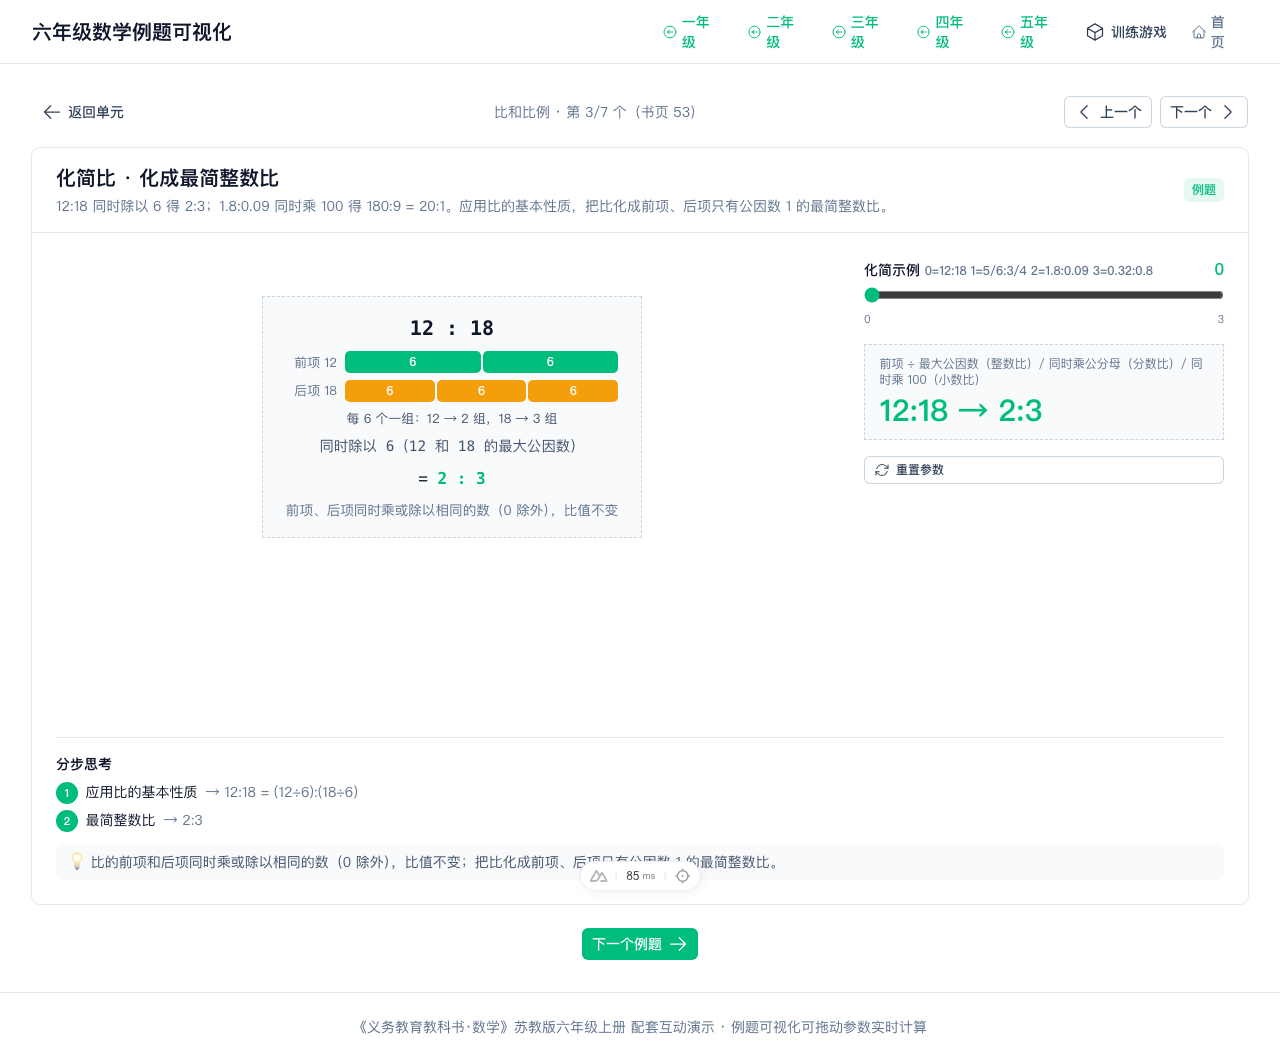 六年级数学例题可视化
一年级
二年级
三年级
四年级
五年级
训练游戏
首页
返回单元
比和比例 · 第 3/7 个（书页 53）
上一个
下一个
化简比 · 化成最简整数比
12:18 同时除以 6 得 2:3；1.8:0.09 同时乘 100 得 180:9 = 20:1。应用比的基本性质，把比化成前项、后项只有公因数 1 的最简整数比。
例题
12 : 18
前项 12
6
6
后项 18
6
6
6
每 6 个一组：12 → 2 组，18 → 3 组
同时除以 6（12 和 18 的最大公因数）
= 2 : 3
前项、后项同时乘或除以相同的数（0 除外），比值不变
化简示例 0=12:18 1=5/6:3/4 2=1.8:0.09 3=0.32:0.8
0
0
3
前项 ÷ 最大公因数（整数比）/ 同时乘公分母（分数比）/ 同
时乘 100（小数比）
12:18 → 2:3
重置参数
分步思考
1 应用比的基本性质 → 12:18 = (12÷6):(18÷6)
2 最简整数比 → 2:3
💡 比的前项和后项同时乘或除以相同的数（0 除外），比值不变；把比化成前项、后项只有公因数 1 的最简整数比。
85 ms
下一个例题 →
《义务教育教科书·数学》苏教版六年级上册 配套互动演示 · 例题可视化可拖动参数实时计算